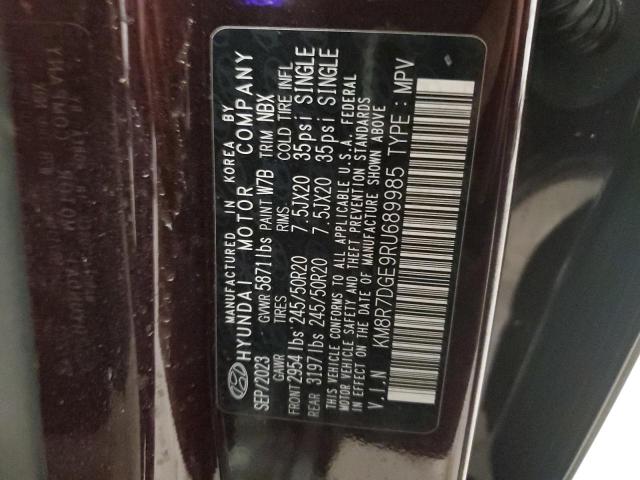 MANUFACTURED IN KOREA BY
HYUNDAI MOTOR COMPANY
SEP/2023 GVWR 5871lbs PAINT W7B TRIM NBX
GAWR TIRES RIMS COLD TIRE INFL
FRONT 2954lbs 245/50R20 7.5JX20 35psi SINGLE
REAR 3197lbs 245/50R20 7.5JX20 35psi SINGLE
THIS VEHICLE CONFORMS TO ALL APPLICABLE U.S.A. FEDERAL
MOTOR VEHICLE SAFETY AND THEFT PREVENTION STANDARDS
IN EFFECT ON THE DATE OF MANUFACTURE SHOWN ABOVE
V.I.N KM8R7DGE9RU689985 TYPE : MPV